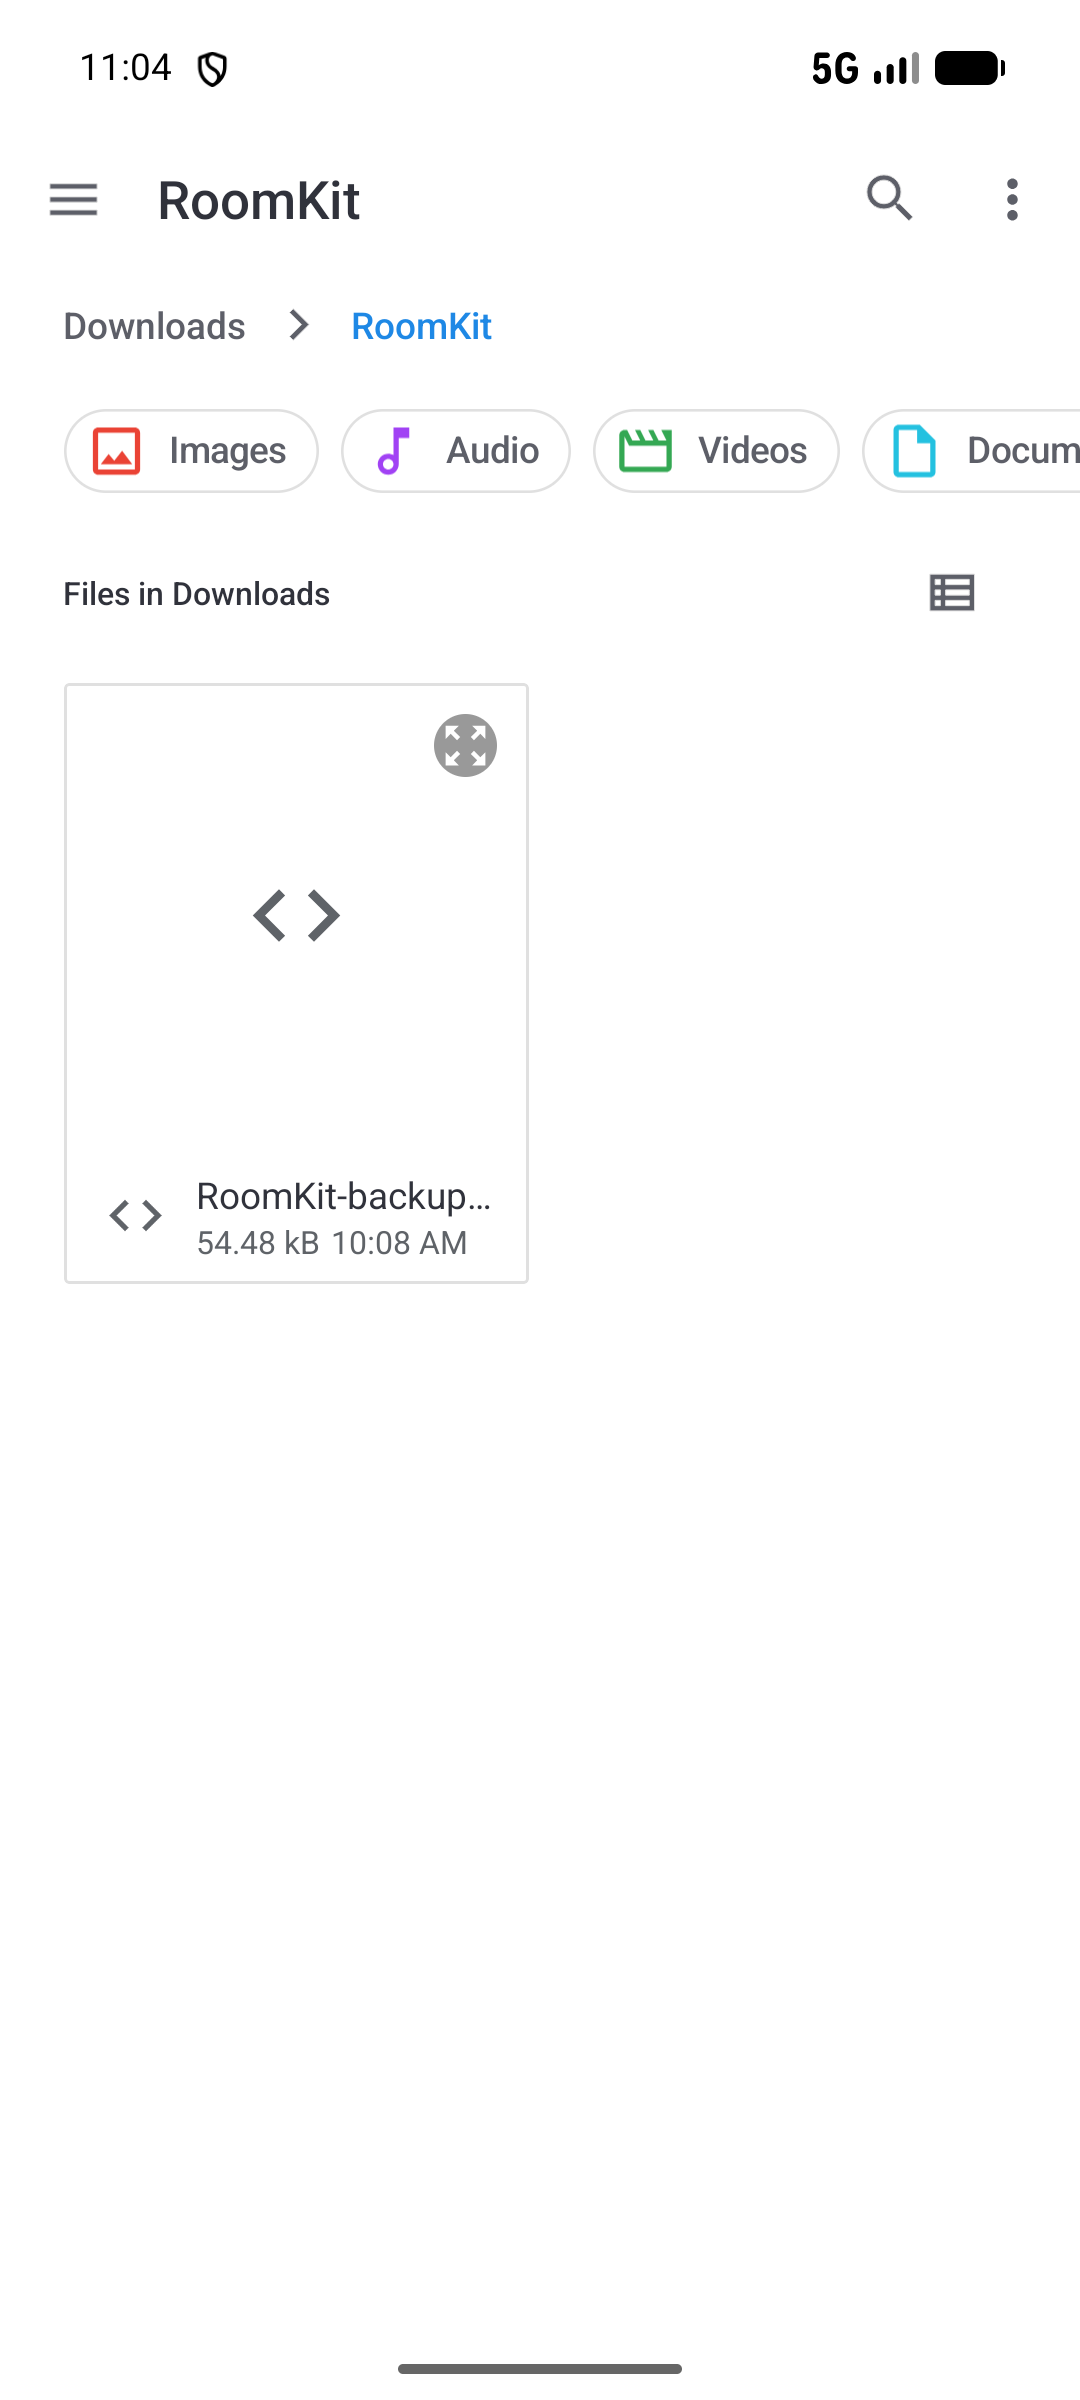 11:04 5G
RoomKit
Downloads RoomKit
Images Audio Videos Docum
Files in Downloads
RoomKit-backup...
54.48 kB 10:08 AM